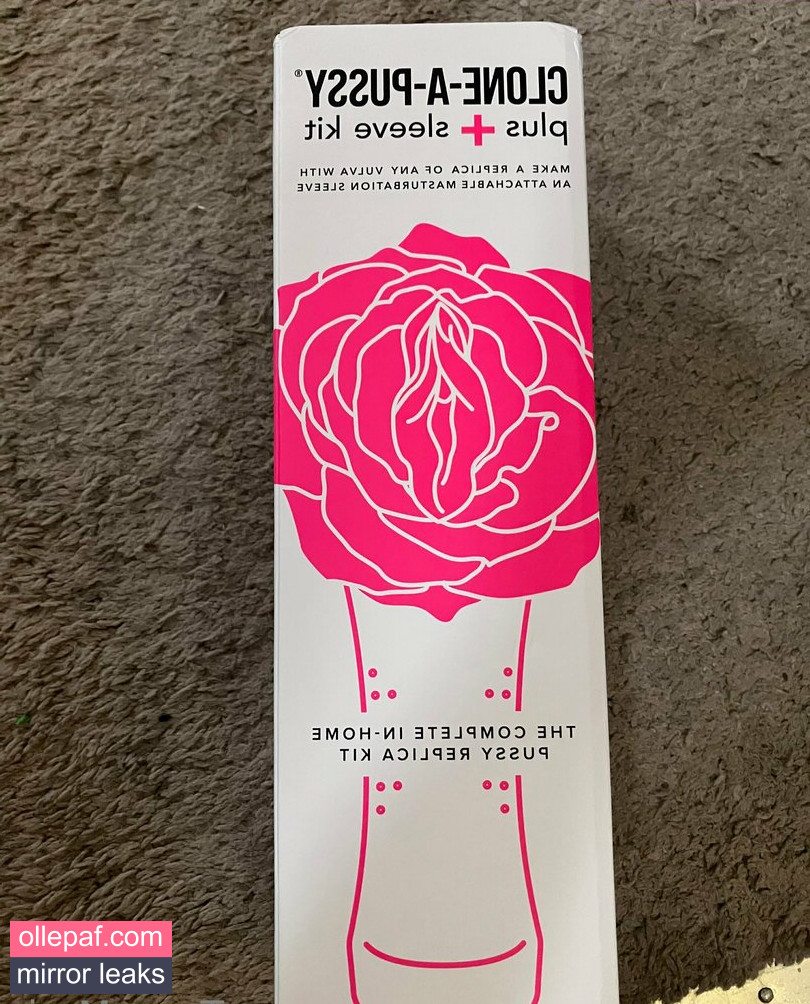 CLONE-A-PUSSY®
plus + sleeve kit
MAKE A REPLICA OF ANY VULVA WITH
AN ATTACHABLE MASTURBATION SLEEVE
THE COMPLETE IN-HOME
PUSSY REPLICA KIT
ollepaf.com
mirror leaks